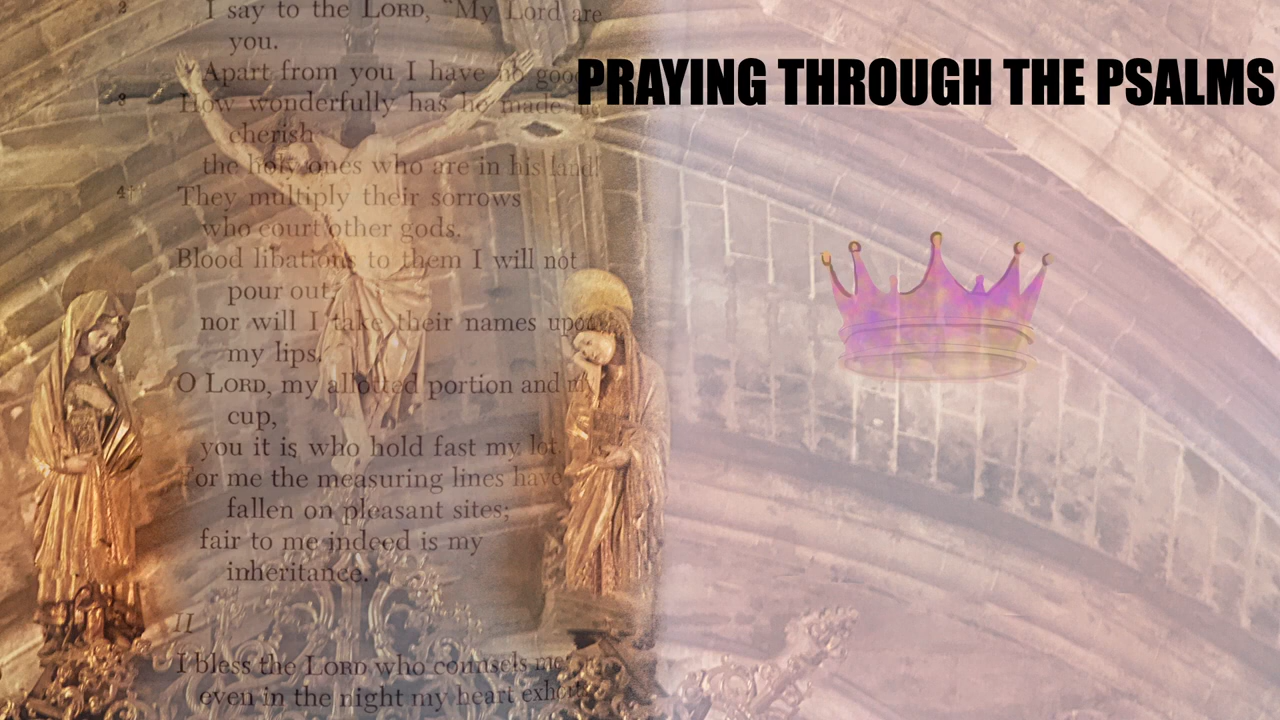 2 I say to the LORD, "My Lord are
you.
Apart from you I have no good
3 How wonderfully has he made me
cherish
the holy ones who are in his land!
4† They multiply their sorrows
who court other gods.
Blood libations to them I will not
pour out,
nor will I take their names upon
my lips.
O LORD, my allotted portion and my
cup,
you it is who hold fast my lot.
For me the measuring lines have
fallen on pleasant sites;
fair to me indeed is my
inheritance.
II
I bless the LORD who counsels me
even in the night my heart exhort
PRAYING THROUGH THE PSALMS